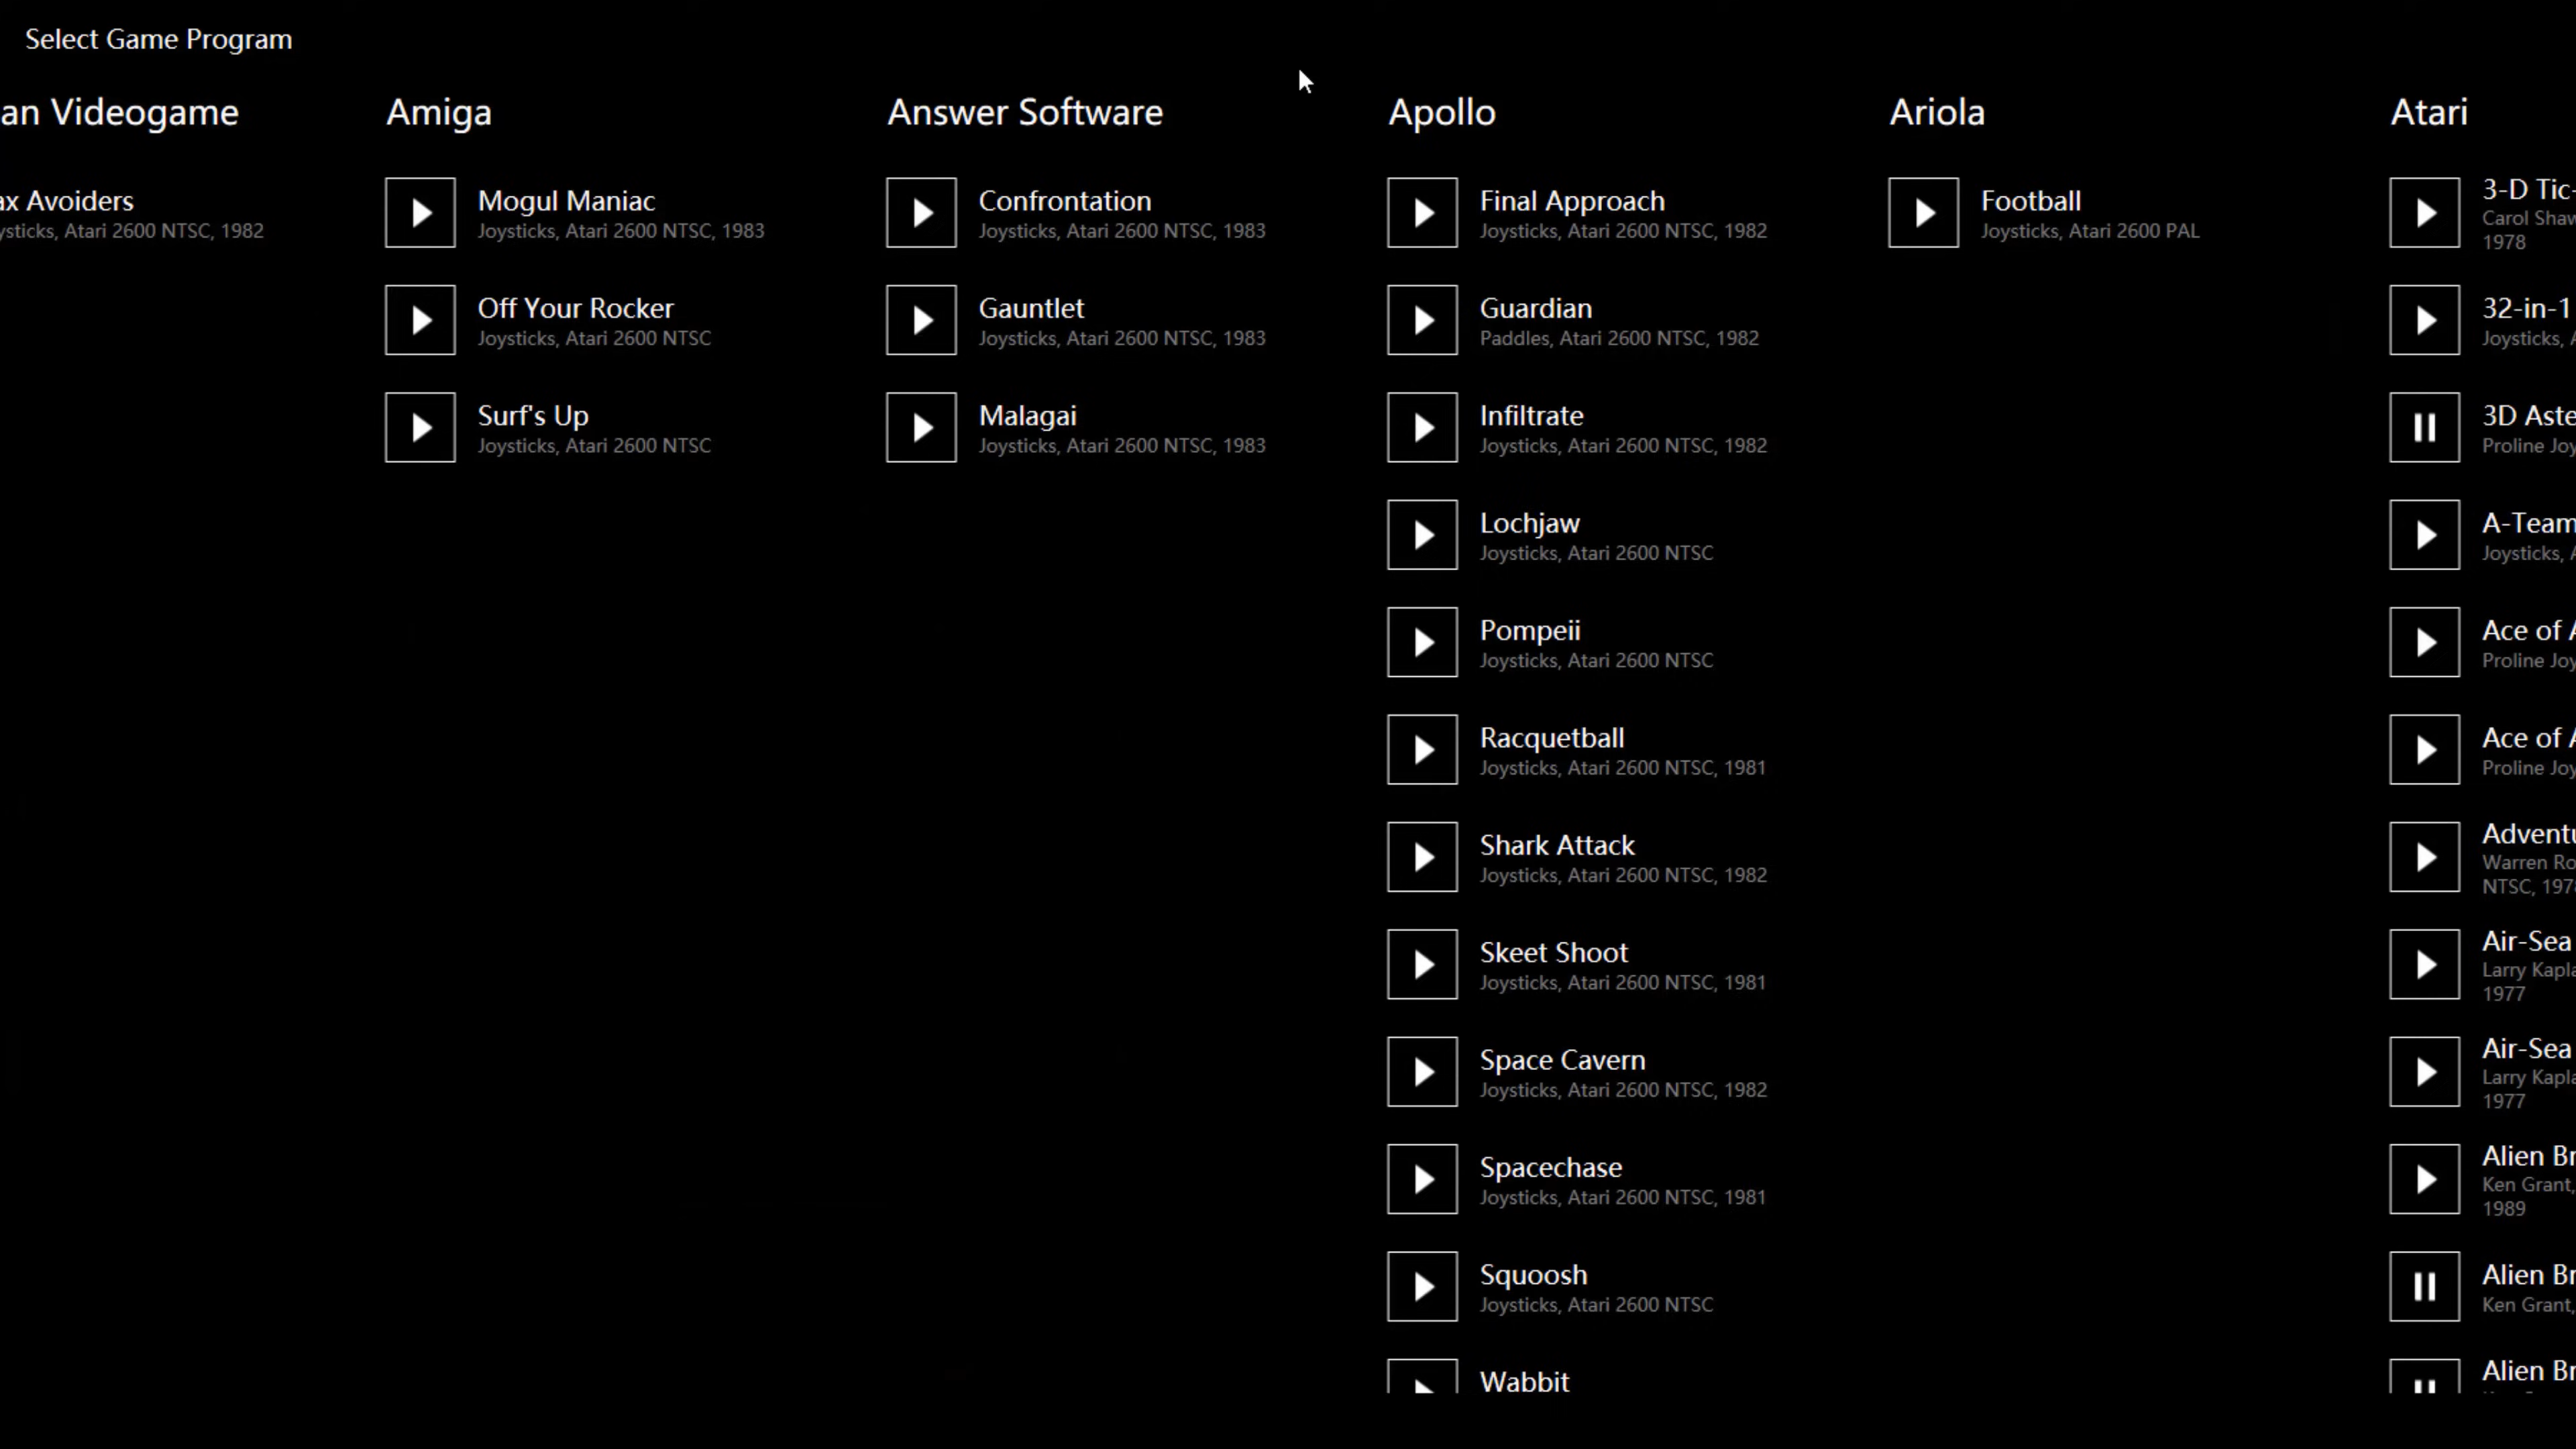 Select Game Program
an Videogame
ax Avoiders
ysticks, Atari 2600 NTSC, 1982
Amiga
Mogul Maniac
Joysticks, Atari 2600 NTSC, 1983
Off Your Rocker
Joysticks, Atari 2600 NTSC
Surf's Up
Joysticks, Atari 2600 NTSC
Answer Software
Confrontation
Joysticks, Atari 2600 NTSC, 1983
Gauntlet
Joysticks, Atari 2600 NTSC, 1983
Malagai
Joysticks, Atari 2600 NTSC, 1983
Apollo
Final Approach
Joysticks, Atari 2600 NTSC, 1982
Guardian
Paddles, Atari 2600 NTSC, 1982
Infiltrate
Joysticks, Atari 2600 NTSC, 1982
Lochjaw
Joysticks, Atari 2600 NTSC
Pompeii
Joysticks, Atari 2600 NTSC
Racquetball
Joysticks, Atari 2600 NTSC, 1981
Shark Attack
Joysticks, Atari 2600 NTSC, 1982
Skeet Shoot
Joysticks, Atari 2600 NTSC, 1981
Space Cavern
Joysticks, Atari 2600 NTSC, 1982
Spacechase
Joysticks, Atari 2600 NTSC, 1981
Squoosh
Joysticks, Atari 2600 NTSC
Wabbit
Ariola
Football
Joysticks, Atari 2600 PAL
Atari
3-D Tic-
Carol Shaw
1978
32-in-1
Joysticks, A
3D Aste
Proline Joy
A-Team
Joysticks, A
Ace of A
Proline Joy
Ace of A
Proline Joy
Adventu
Warren Ro
NTSC, 1978
Air-Sea
Larry Kapla
1977
Air-Sea
Larry Kapla
1977
Alien Br
Ken Grant,
1989
Alien Br
Ken Grant,
Alien Br